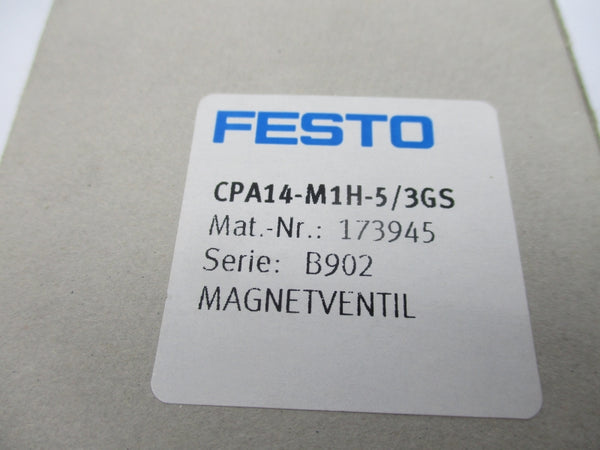 FESTO
CPA14-M1H-5/3GS
Mat.-Nr.: 173945
Serie: B902
MAGNETVENTIL